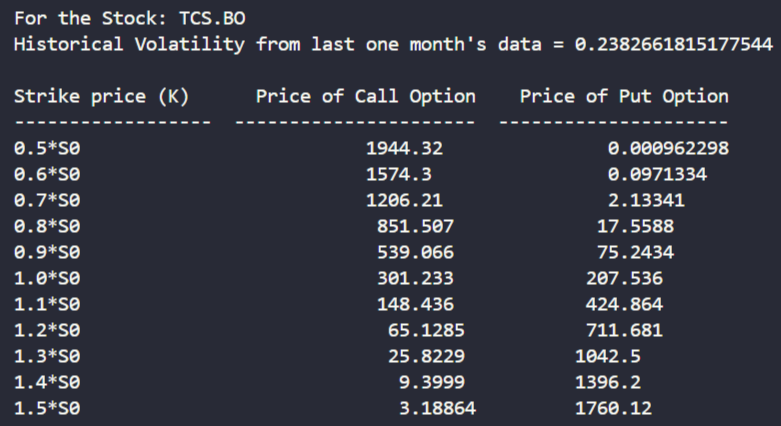 For the Stock: TCS.BO
Historical Volatility from last one month's data = 0.2382661815177544
Strike price (K)      Price of Call Option    Price of Put Option
------------------  ----------------------  ---------------------
0.5*S0                          1944.32               0.000962298
0.6*S0                          1574.3                0.0971334
0.7*S0                          1206.21               2.13341
0.8*S0                           851.507             17.5588
0.9*S0                           539.066             75.2434
1.0*S0                           301.233            207.536
1.1*S0                           148.436            424.864
1.2*S0                            65.1285           711.681
1.3*S0                            25.8229          1042.5
1.4*S0                             9.3999          1396.2
1.5*S0                             3.18864         1760.12